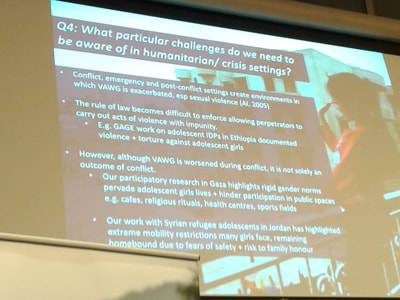 Q4: What particular challenges do we need to
be aware of in humanitarian/ crisis settings?
• Conflict, emergency and post-conflict settings create environments in
which VAWG is exacerbated, esp sexual violence (AI, 2005)
• The rule of law becomes difficult to enforce allowing perpetrators to
carry out acts of violence with impunity.
• E.g. GAGE work on adolescent IDPs in Ethiopia documented
violence + torture against adolescent girls
• However, although VAWG is worsened during conflict, it is not solely an
outcome of conflict.
• Our participatory research in Gaza highlights rigid gender norms
pervade adolescent girls lives + hinder participation in public spaces
e.g. cafes, religious rituals, health centres, sports fields
• Our work with Syrian refugee adolescents in Jordan has highlighted
extreme mobility restrictions many girls face, remaining
homebound due to fears of safety + risk to family honour